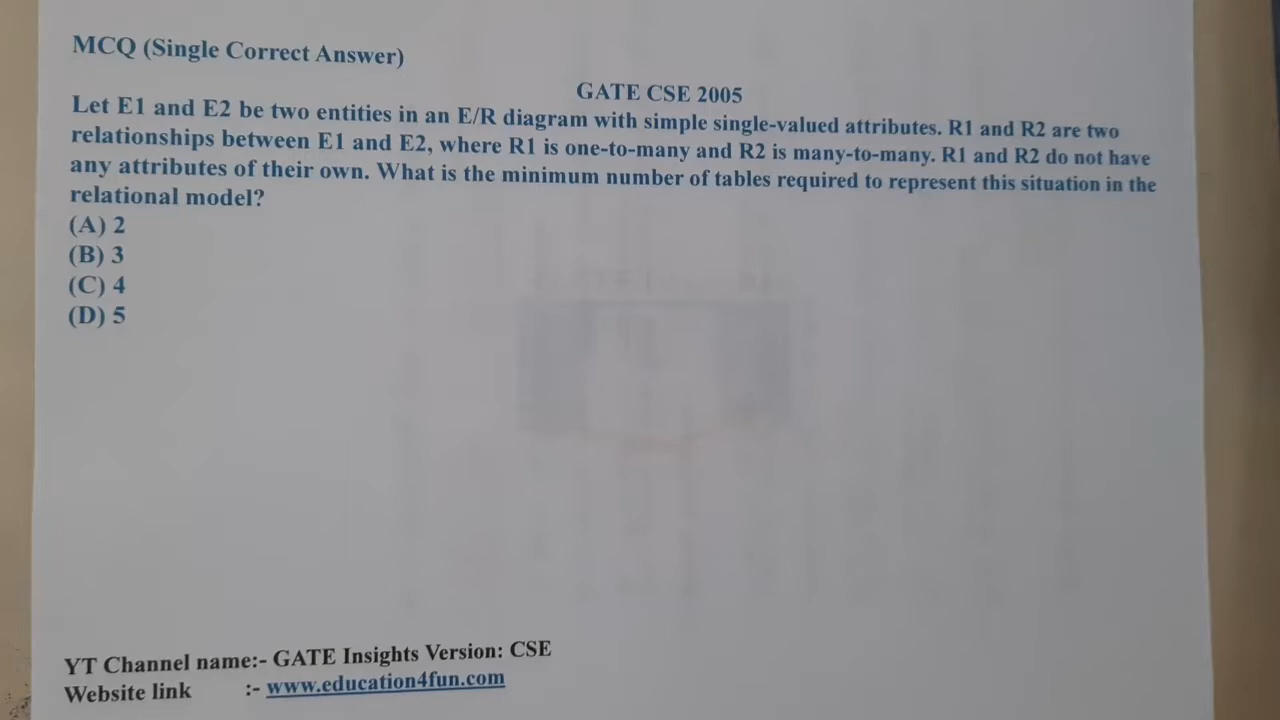 MCQ (Single Correct Answer)
GATE CSE 2005
Let E1 and E2 be two entities in an E/R diagram with simple single-valued attributes. R1 and R2 are two
relationships between E1 and E2, where R1 is one-to-many and R2 is many-to-many. R1 and R2 do not have
any attributes of their own. What is the minimum number of tables required to represent this situation in the
relational model?
(A) 2
(B) 3
(C) 4
(D) 5
YT Channel name:- GATE Insights Version: CSE
Website link :- www.education4fun.com